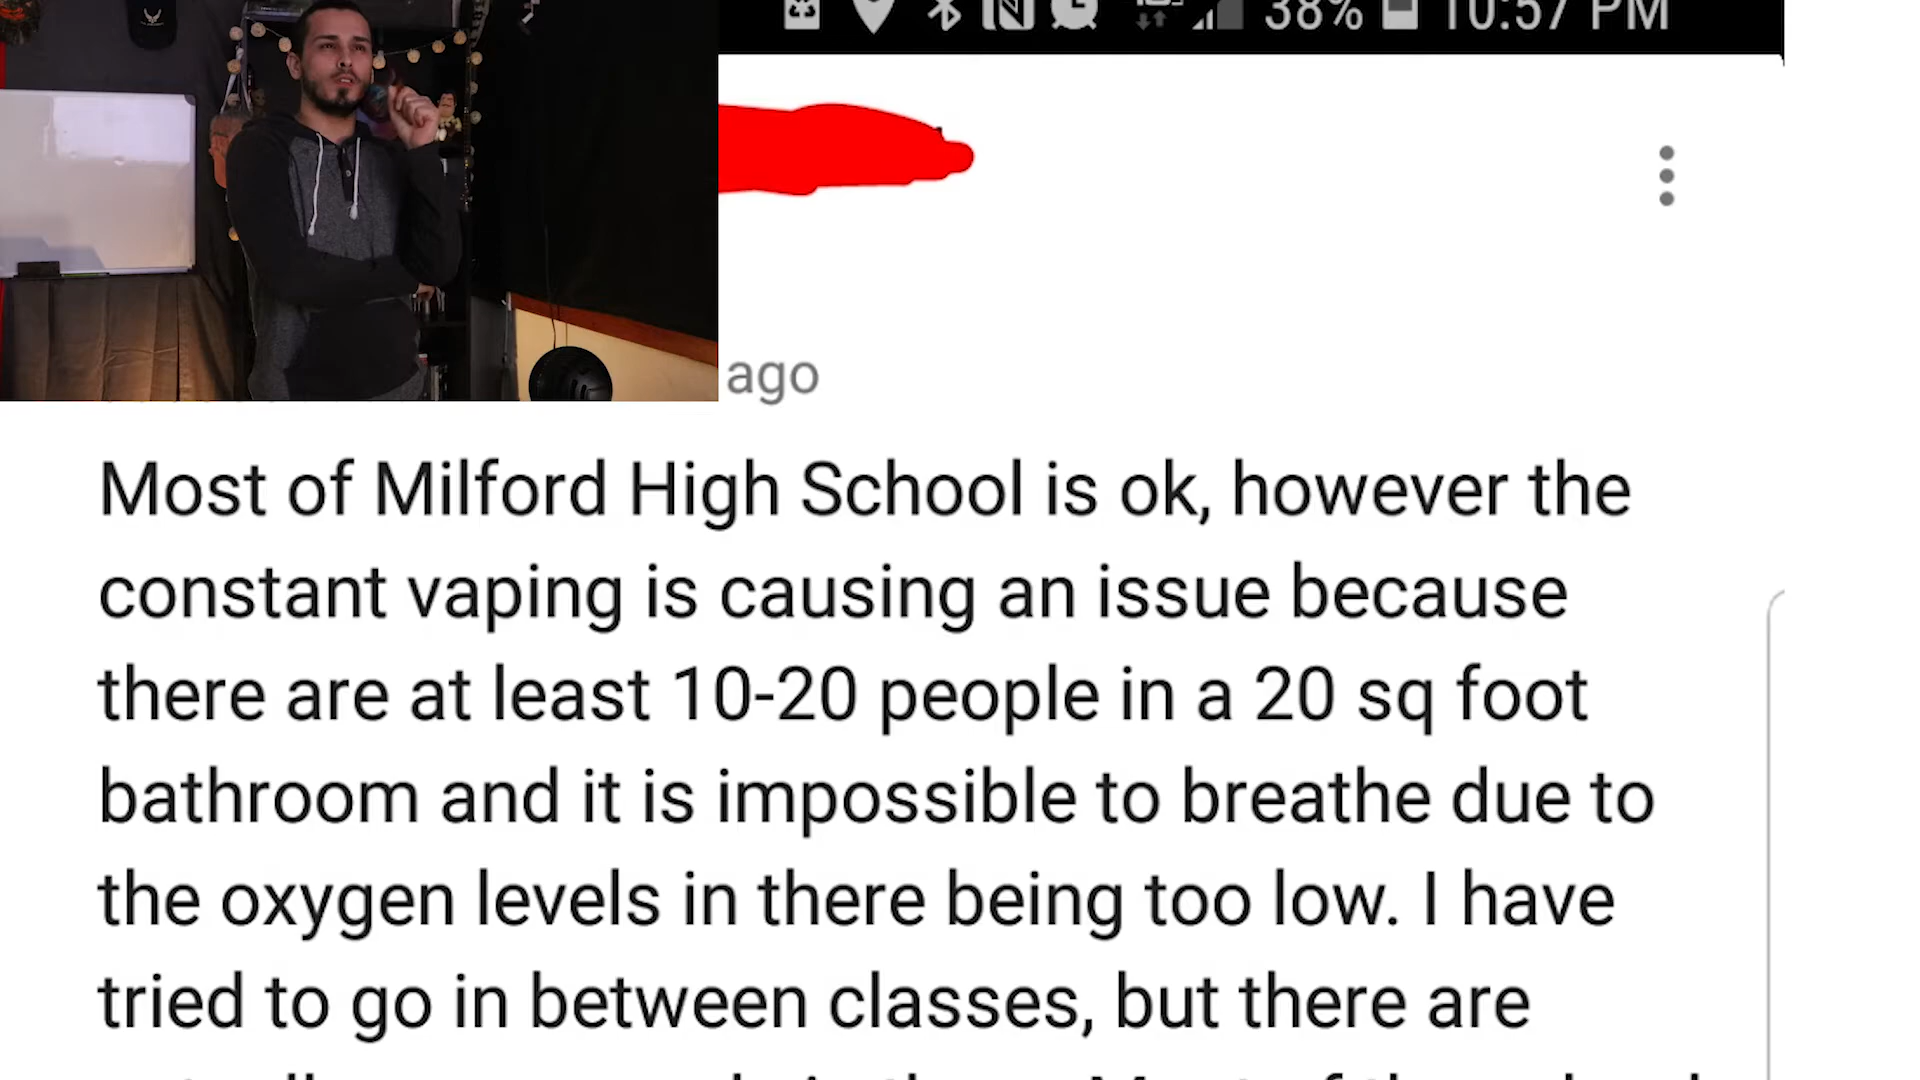 38% 10:57 PM
ago
Most of Milford High School is ok, however the
constant vaping is causing an issue because
there are at least 10-20 people in a 20 sq foot
bathroom and it is impossible to breathe due to
the oxygen levels in there being too low. I have
tried to go in between classes, but there are